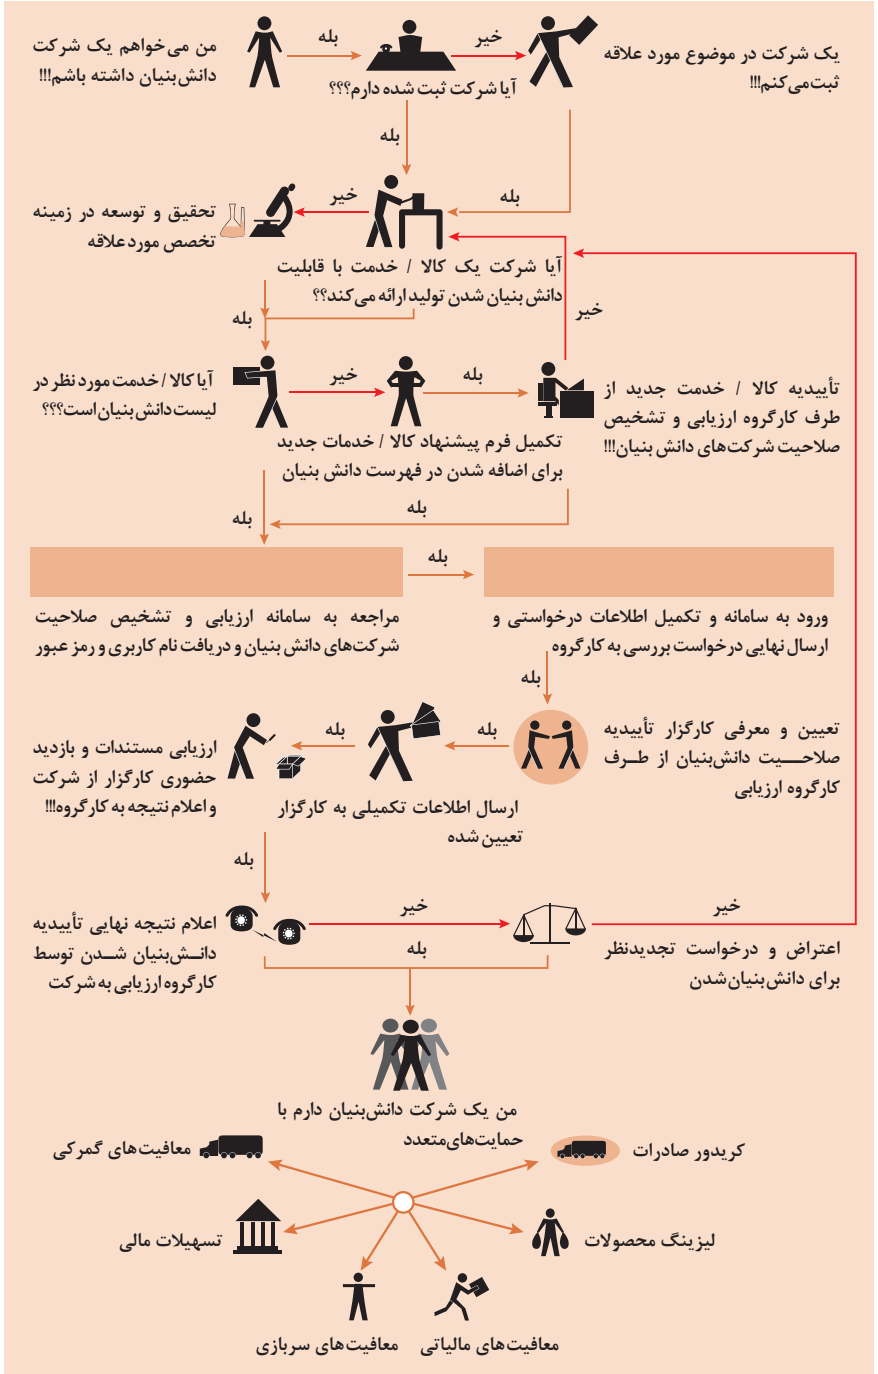 من می‌خواهم یک شرکت
دانش‌بنیان داشته باشم!!!
بله
آیا شرکت ثبت شده دارم؟؟؟
خیر
یک شرکت در موضوع مورد علاقه
ثبت‌می‌کنم!!!
بله
بله
خیر
تحقیق و توسعه در زمینه
تخصص مورد علاقه
آیا شرکت یک کالا / خدمت با قابلیت
دانش‌بنیان شدن تولید ارائه می‌کند؟؟
بله
خیر
آیا کالا / خدمت مورد نظر در
لیست دانش‌بنیان است؟؟؟
خیر
بله
تأییدیه کالا / خدمت جدید از
طرف کارگروه ارزیابی و تشخیص
صلاحیت شرکت‌های دانش بنیان!!!
تکمیل فرم پیشنهاد کالا / خدمات جدید
برای اضافه شدن در فهرست دانش بنیان
بله
بله
بله
مراجعه به سامانه ارزیابی و تشخیص صلاحیت
شرکت‌های دانش بنیان و دریافت نام کاربری و رمز عبور
ورود به سامانه و تکمیل اطلاعات درخواستی و
ارسال نهایی درخواست بررسی به کارگروه
بله
تعیین و معرفی کارگزار تأییدیه
صلاحـــیت دانش‌بنیان از طــرف
کارگروه ارزیابی
بله
ارسال اطلاعات تکمیلی به کارگزار
تعیین شده
بله
ارزیابی مستندات و بازدید
حضوری کارگزار از شرکت
و اعلام نتیجه به کارگروه!!!
بله
اعلام نتیجه نهایی تأییدیه
دانــش‌بنیان شــدن توسط
کارگروه ارزیابی به شرکت
خیر
بله
خیر
اعتراض و درخواست تجدیدنظر
برای دانش‌بنیان‌شدن
من یک شرکت دانش‌بنیان دارم با
حمایت‌های‌متعدد
کریدور صادرات
معافیت‌های گمرکی
لیزینگ محصولات
تسهیلات مالی
معافیت‌های مالیاتی
معافیت‌های سربازی